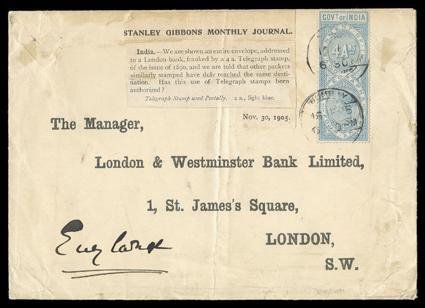 STANLEY GIBBONS MONTHLY JOURNAL.
India.—We are shown an entire envelope, addressed
to a London bank, franked by a 4 a. Telegraph stamp,
of the issue of 1890, and we are told that other packets
similarly stamped have duly reached the same desti-
nation. Has this use of Telegraph stamps been
authorized?
Telegraph Stamp used Postally. 4 a., light blue.
Nov. 30, 1905.
GOVT OF INDIA
The Manager,
London & Westminster Bank Limited,
1, St. James's Square,
England
LONDON,
S.W.